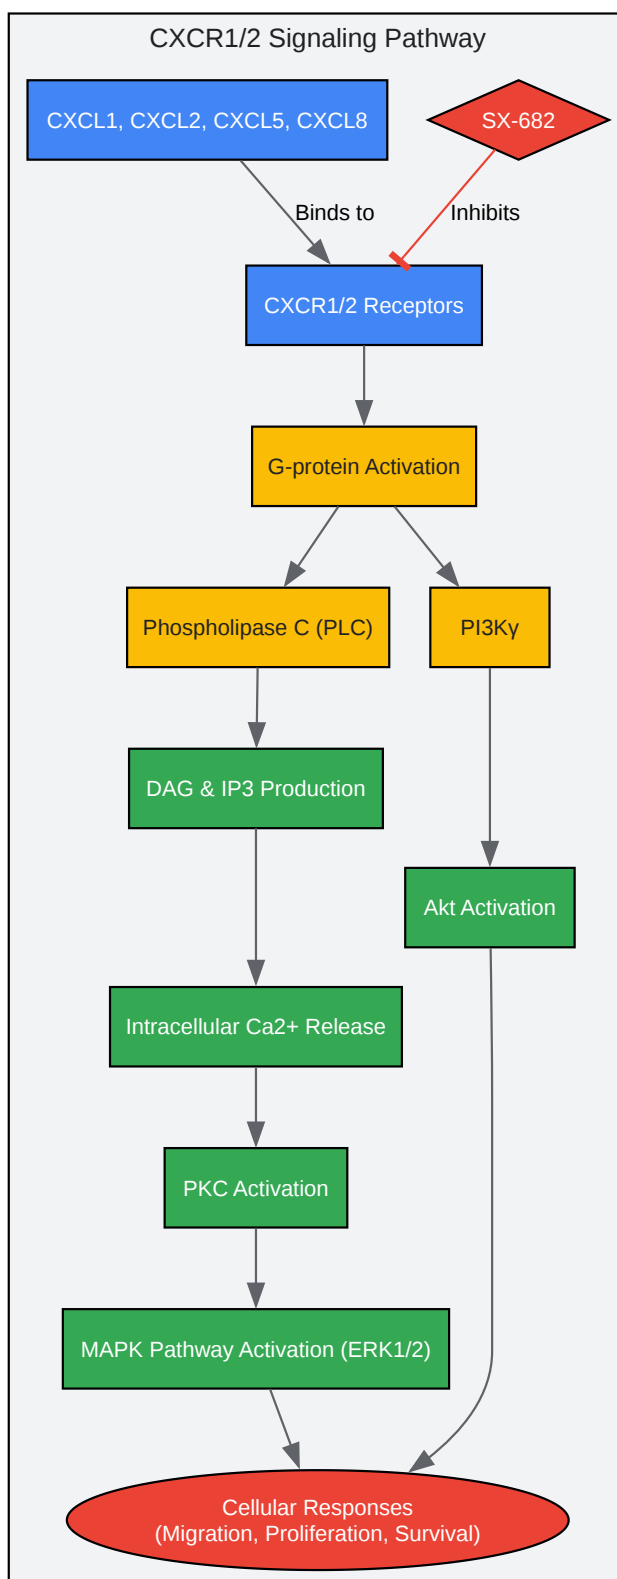 CXCR1/2 Signaling Pathway
CXCL1, CXCL2, CXCL5, CXCL8
SX-682
Binds to
Inhibits
CXCR1/2 Receptors
G-protein Activation
Phospholipase C (PLC)
PI3Kγ
DAG & IP3 Production
Akt Activation
Intracellular Ca2+ Release
PKC Activation
MAPK Pathway Activation (ERK1/2)
Cellular Responses
(Migration, Proliferation, Survival)